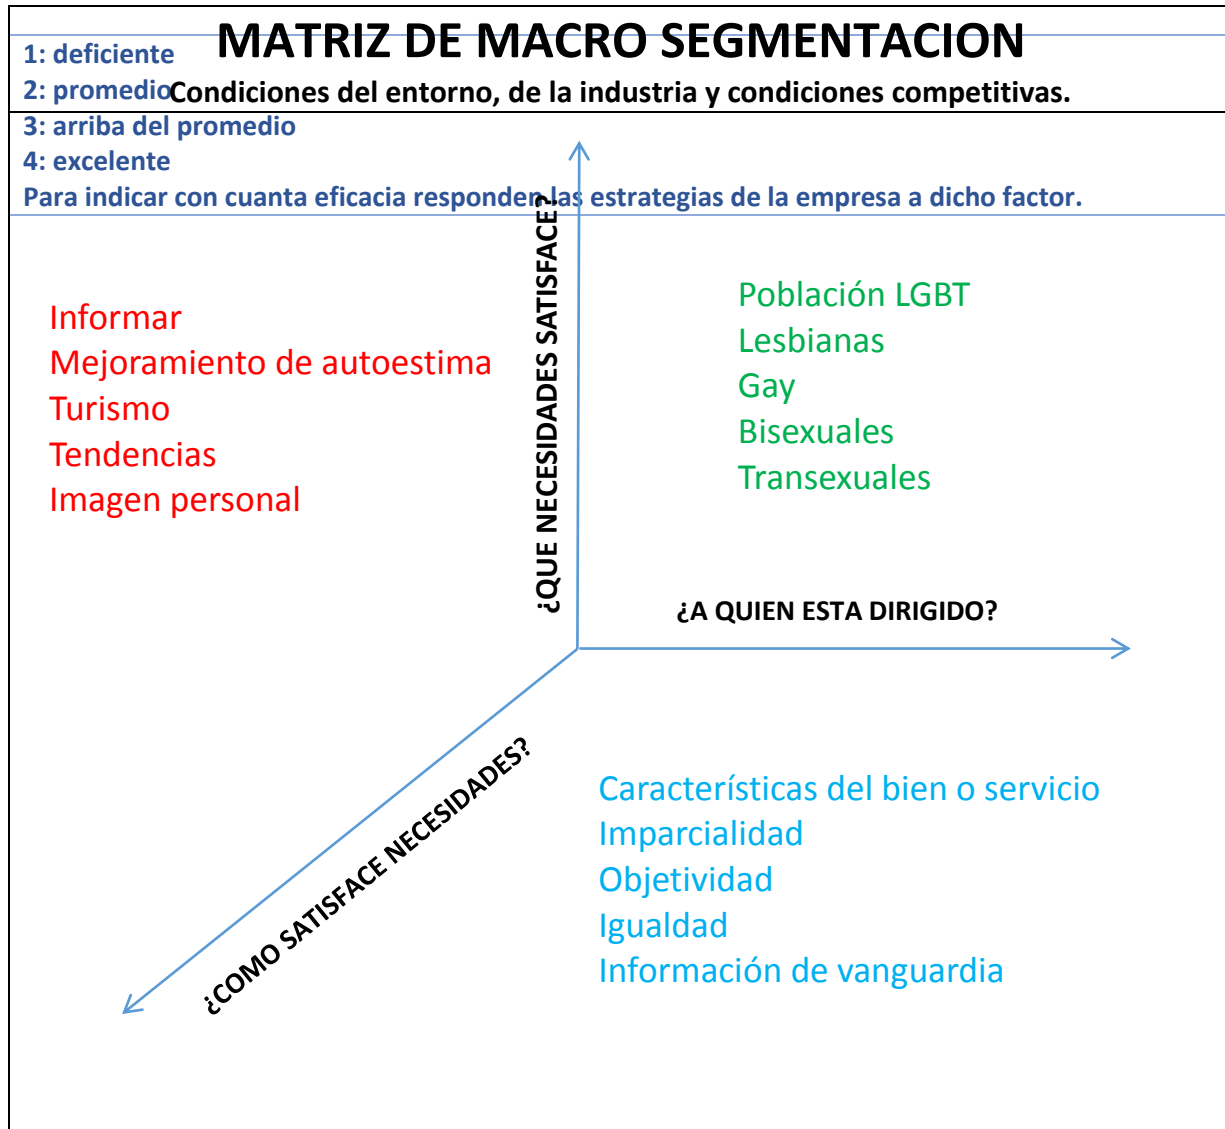 MATRIZ DE MACRO SEGMENTACION
Condiciones del entorno, de la industria y condiciones competitivas.
1: deficiente
2: promedio
3: arriba del promedio
4: excelente
Para indicar con cuanta eficacia responden las estrategias de la empresa a dicho factor.
¿QUE NECESIDADES SATISFACE?
Informar
Mejoramiento de autoestima
Turismo
Tendencias
Imagen personal
Población LGBT
Lesbianas
Gay
Bisexuales
Transexuales
¿A QUIEN ESTA DIRIGIDO?
¿COMO SATISFACE NECESIDADES?
Características del bien o servicio
Imparcialidad
Objetividad
Igualdad
Información de vanguardia